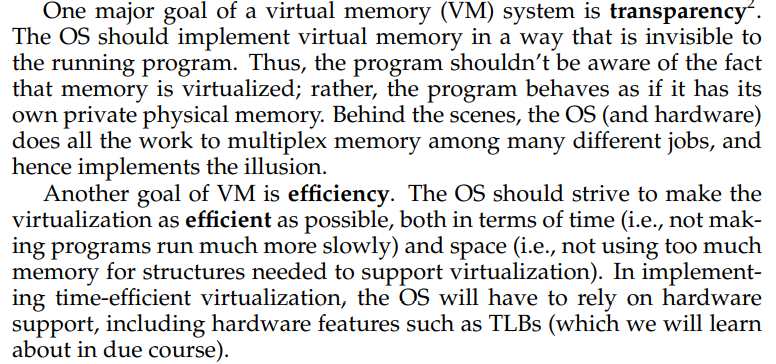 One major goal of a virtual memory (VM) system is transparency².
The OS should implement virtual memory in a way that is invisible to
the running program. Thus, the program shouldn't be aware of the fact
that memory is virtualized; rather, the program behaves as if it has its
own private physical memory. Behind the scenes, the OS (and hardware)
does all the work to multiplex memory among many different jobs, and
hence implements the illusion.
Another goal of VM is efficiency. The OS should strive to make the
virtualization as efficient as possible, both in terms of time (i.e., not mak-
ing programs run much more slowly) and space (i.e., not using too much
memory for structures needed to support virtualization). In implement-
ing time-efficient virtualization, the OS will have to rely on hardware
support, including hardware features such as TLBs (which we will learn
about in due course).